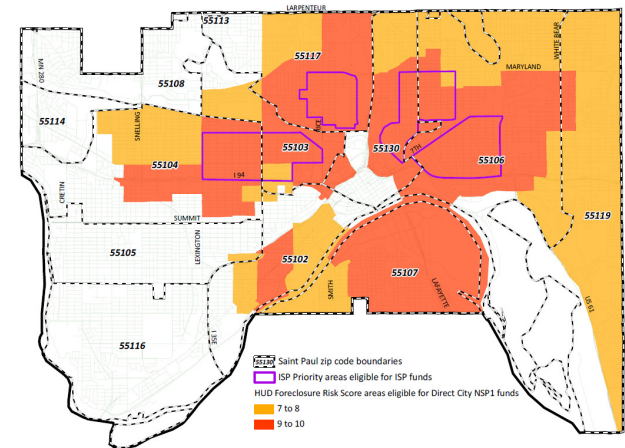 LARPENTEUR
55113
WHITE BEAR
55117
MN 280
MARYLAND
55108
55114
SNELLING
RICE
55103
55130
7TH
55106
55104
I 94
CRETIN
SUMMIT
55119
LEXINGTON
55105
55102
55107
SMITH
LAFAYETTE
US 61
I 35E
55116
55130 Saint Paul zip code boundaries
ISP Priority areas eligible for ISP funds
HUD Foreclosure Risk Score areas eligible for Direct City NSP1 funds
7 to 8
9 to 10